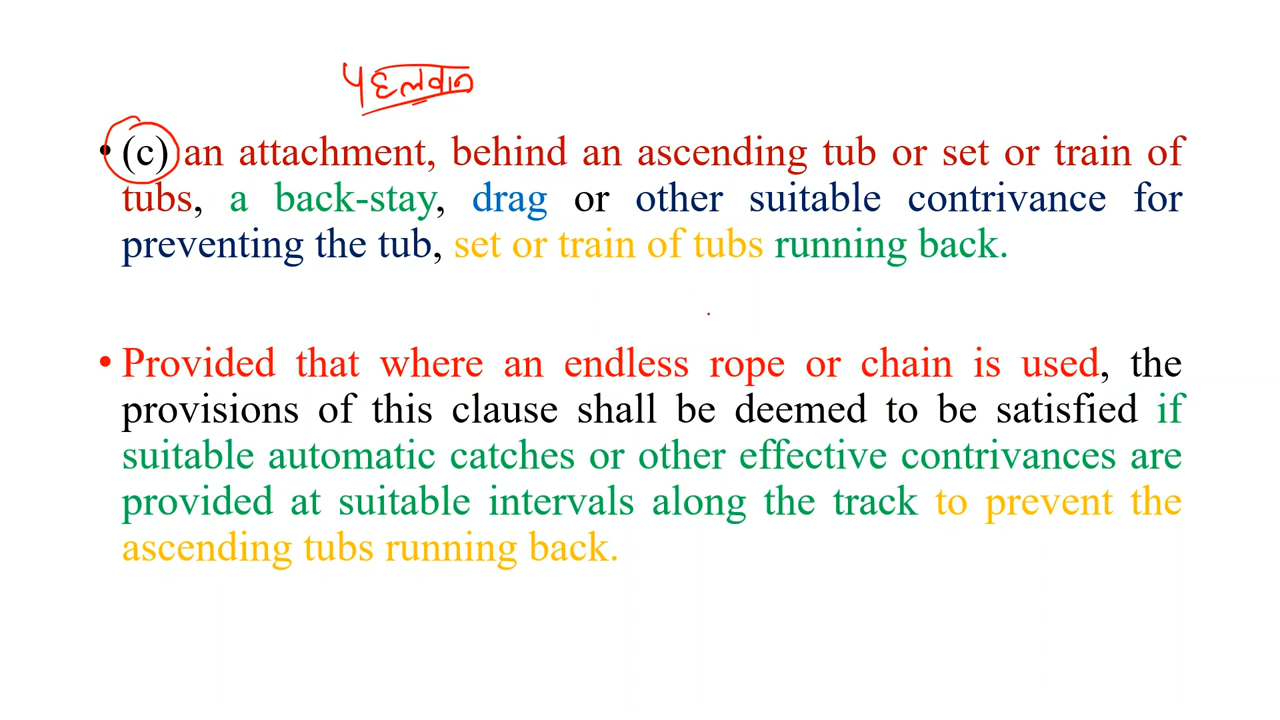 पहलवान
• (c) an attachment, behind an ascending tub or set or train of
tubs, a back-stay, drag or other suitable contrivance for
preventing the tub, set or train of tubs running back.
• Provided that where an endless rope or chain is used, the
provisions of this clause shall be deemed to be satisfied if
suitable automatic catches or other effective contrivances are
provided at suitable intervals along the track to prevent the
ascending tubs running back.